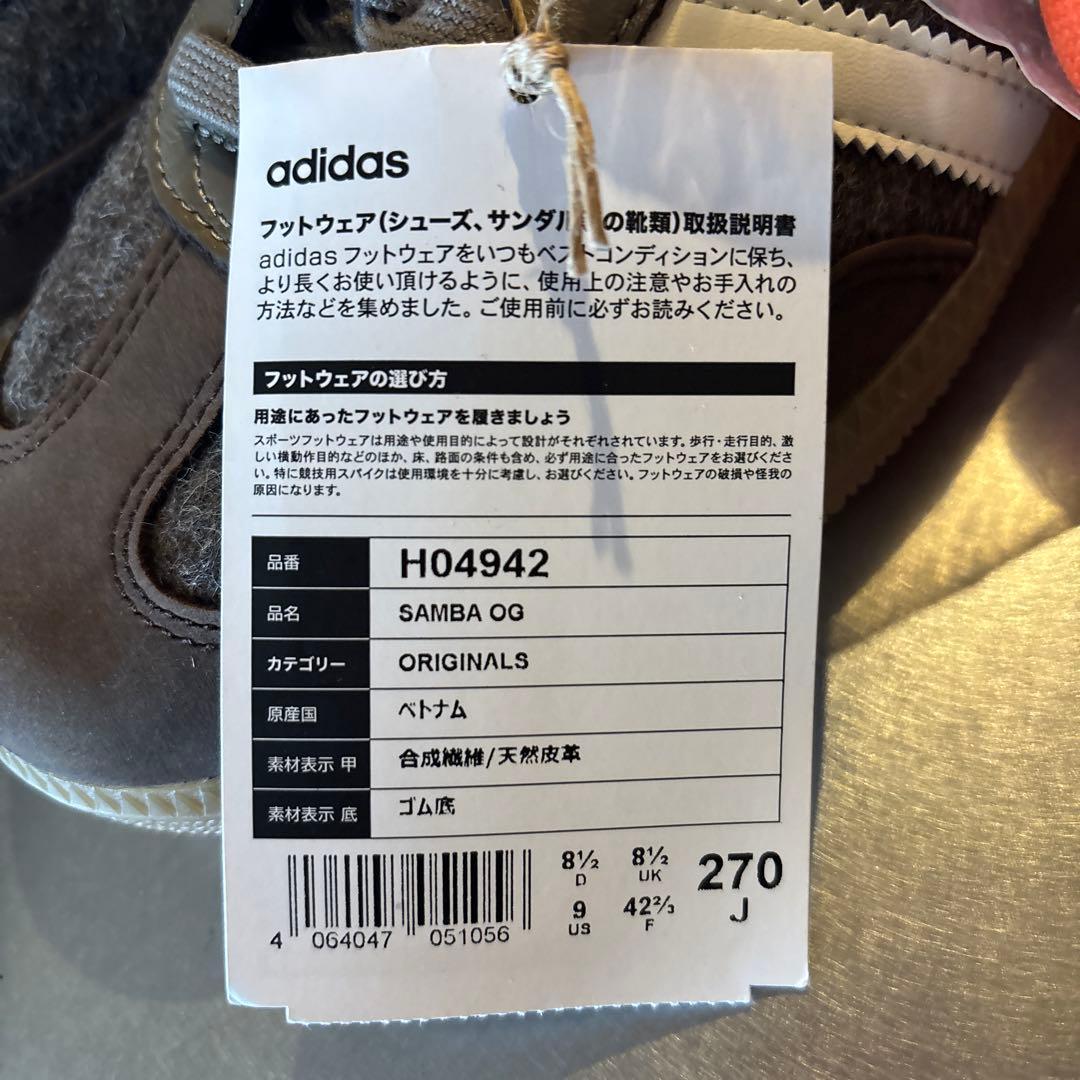 adidas
フットウェア(シューズ、サンダル の靴類)取扱説明書
adidas フットウェアをいつもベストコンディションに保ち、
より長くお使い頂けるように、使用上の注意やお手入れの
方法などを集めました。ご使用前に必ずお読みください。
フットウェアの選び方
用途にあったフットウェアを履きましょう
スポーツフットウェアは用途や使用目的によって設計がそれぞれされています。歩行・走行目的、激
しい横動作目的などのほか、床、路面の条件も含め、必ず用途に合ったフットウェアをお選びくださ
い。特に競技用スパイクは使用環境を十分に考慮し、お選びください。フットウェアの破損や怪我の
原因になります。
品番 H04942
品名 SAMBA OG
カテゴリー ORIGINALS
原産国 ベトナム
素材表示 甲 合成繊維/天然皮革
素材表示 底 ゴム底
8½ 8½ 270
D UK J
9 42⅔
US F
4 064047 051056